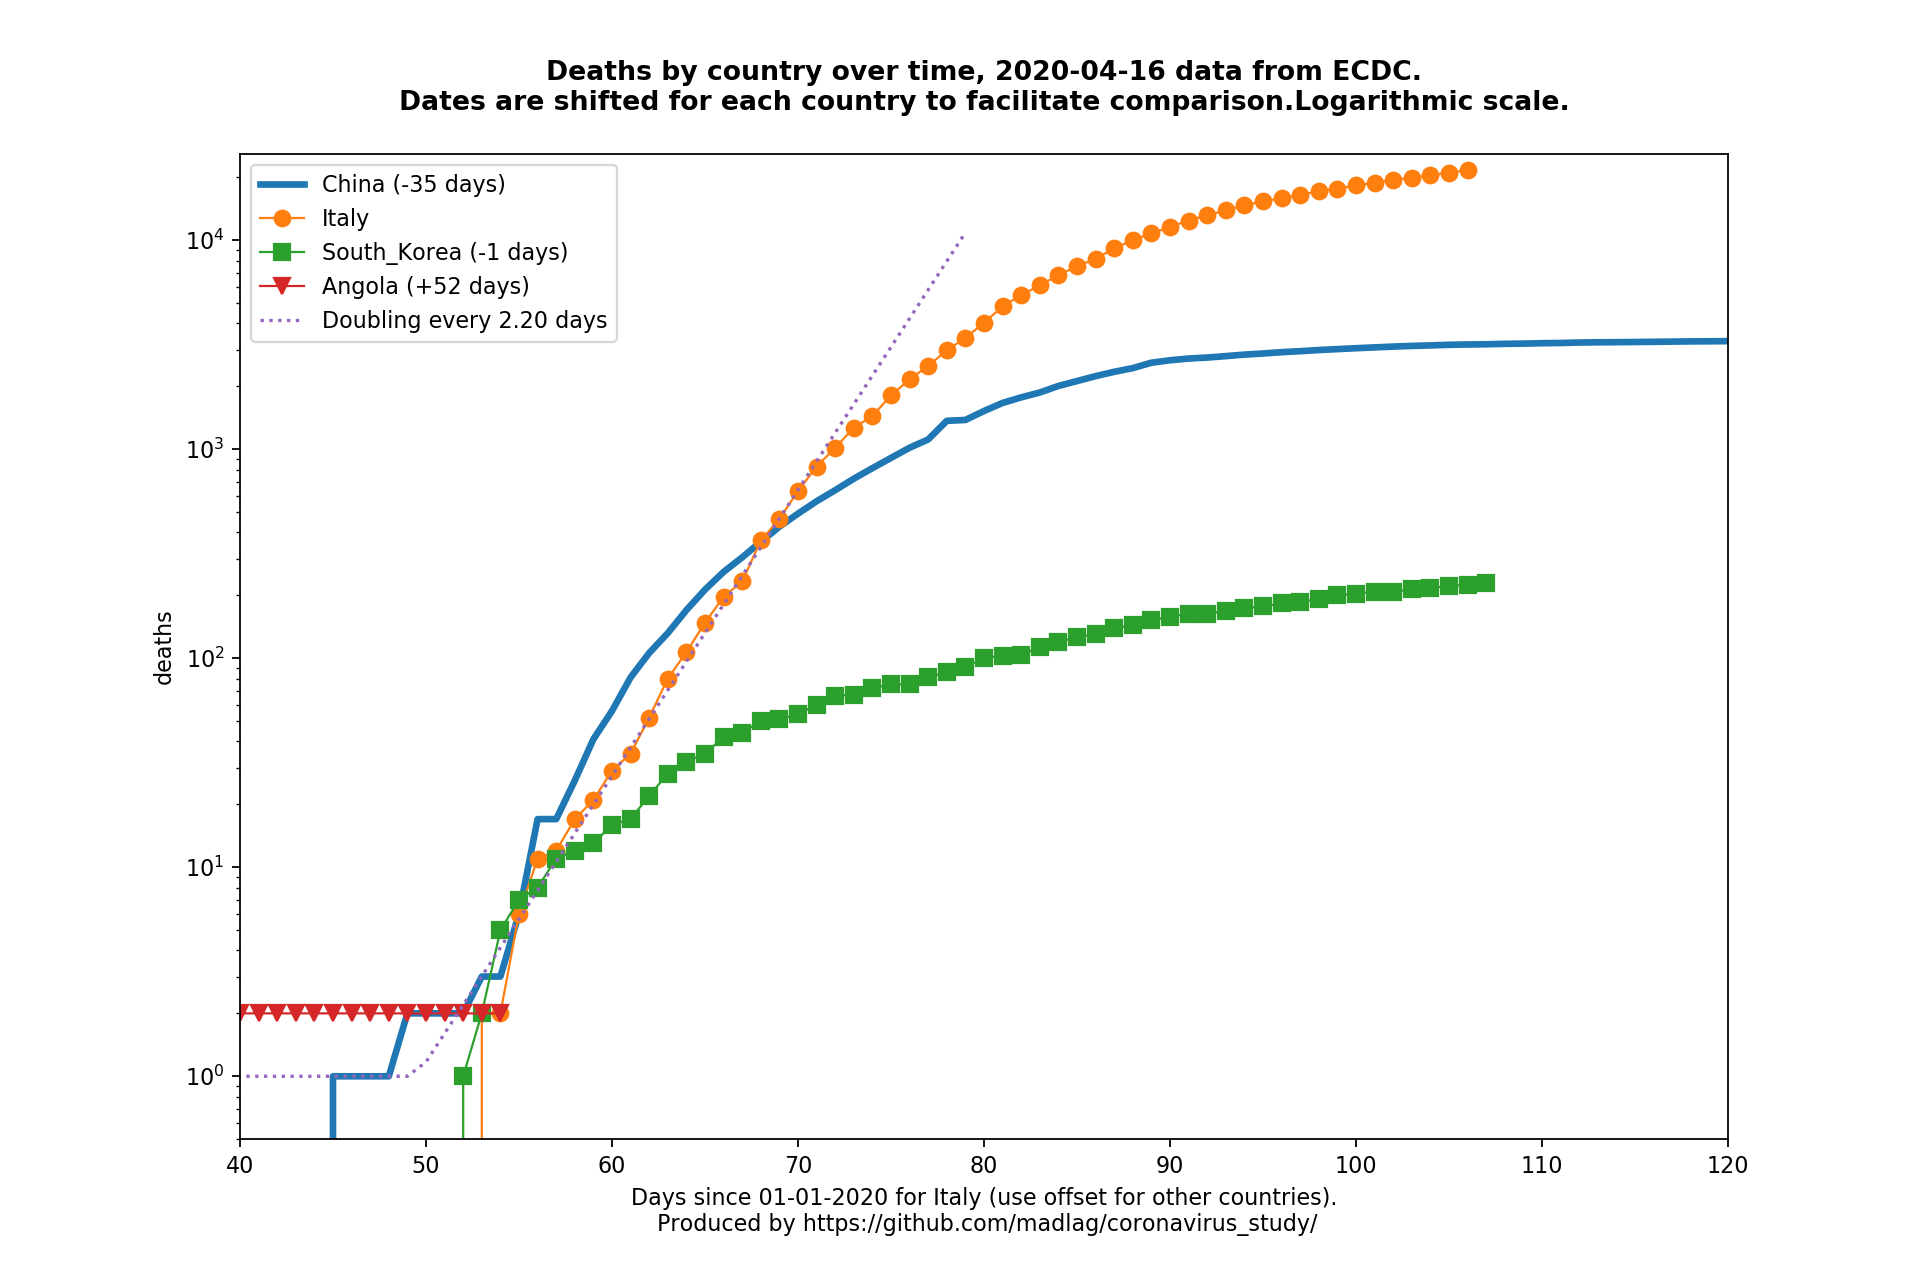 Deaths by country over time, 2020-04-16 data from ECDC.
Dates are shifted for each country to facilitate comparison.Logarithmic scale.
China (-35 days)
Italy
South_Korea (-1 days)
Angola (+52 days)
Doubling every 2.20 days
10^4
10^3
10^2
10^1
10^0
deaths
40 50 60 70 80 90 100 110 120
Days since 01-01-2020 for Italy (use offset for other countries).
Produced by https://github.com/madlag/coronavirus_study/